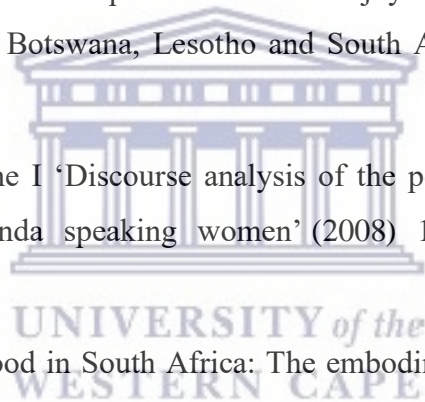 Botswana, Lesotho and South A
ne I ‘Discourse analysis of the p
nda speaking women’ (2008) 1
UNIVERSITY of the
ood in South Africa: The embodi
WESTERN CAPE